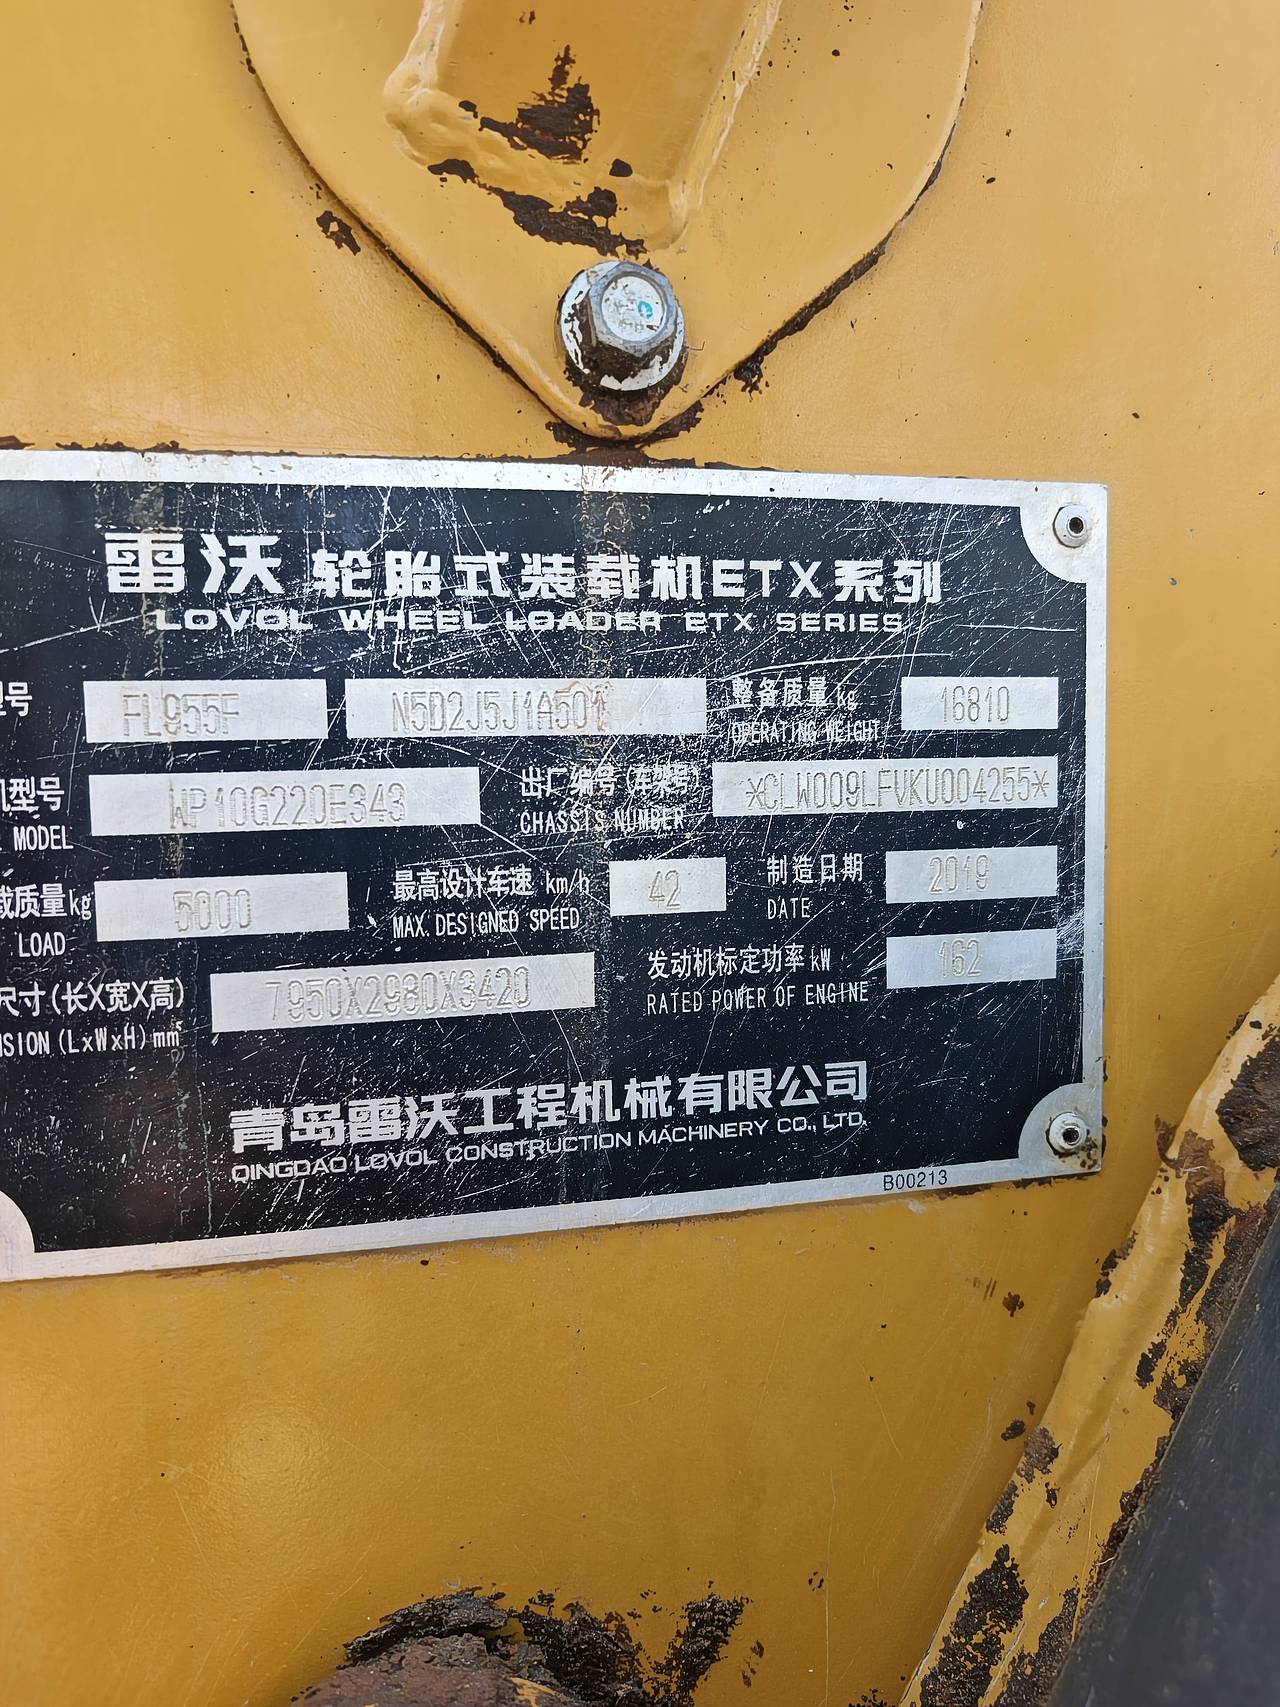 雷沃 轮胎式装载机ETX系列
LOVOL WHEEL LOADER ETX SERIES
型号 FL955F N5D2J5J1A501 整备质量kg 16810
OPERATING WEIGHT
机型号 WP10G220E343 出厂编号(车架号) *CLW009LFVKU004255*
MODEL CHASSIS NUMBER
载质量kg 5000 最高设计车速 km/h 42 制造日期 2019
LOAD MAX. DESIGNED SPEED DATE
尺寸(长X宽X高) 7950X2980X3420 发动机标定功率kW 162
NSION(LxWxH)mm RATED POWER OF ENGINE
青岛雷沃工程机械有限公司
QINGDAO LOVOL CONSTRUCTION MACHINERY CO., LTD.
B00213